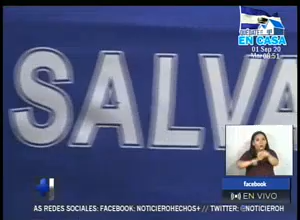 EN CASA
01 Sep 20
SALVA
facebook
EN VIVO
AS REDES SOCIALES: FACEBOOK: NOTICIEROHECHOS+ // TWITTER: @NOTICIEROH